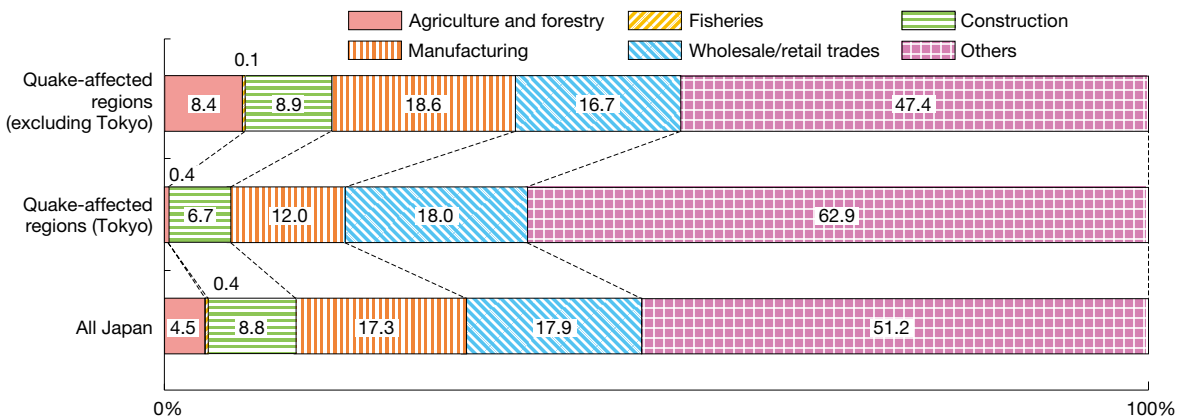 Agriculture and forestry
Fisheries
Construction
Manufacturing
Wholesale/retail trades
Others
Quake-affected
regions
(excluding Tokyo)
0.1
8.4
8.9
18.6
16.7
47.4
Quake-affected
regions (Tokyo)
0.4
6.7
12.0
18.0
62.9
All Japan
0.4
4.5
8.8
17.3
17.9
51.2
0%
100%